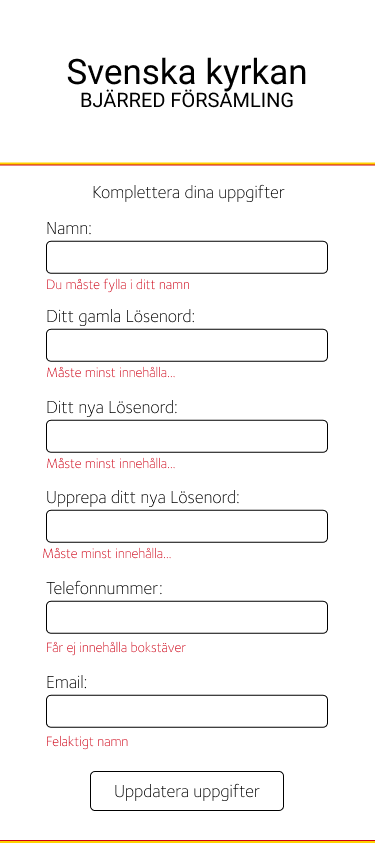 Svenska kyrkan
BJÄRRED FÖRSAMLING
Komplettera dina uppgifter
Namn:
Du måste fylla i ditt namn
Ditt gamla Lösenord:
Måste minst innehålla...
Ditt nya Lösenord:
Måste minst innehålla...
Upprepa ditt nya Lösenord:
Måste minst innehålla...
Telefonnummer:
Får ej innehålla bokstäver
Email:
Felaktigt namn
Uppdatera uppgifter